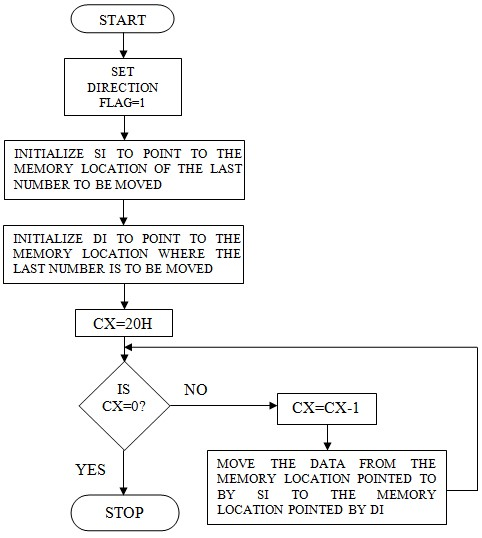 START
SET
DIRECTION
FLAG=1
INITIALIZE SI TO POINT TO THE
MEMORY LOCATION OF THE LAST
NUMBER TO BE MOVED
INITIALIZE DI TO POINT TO THE
MEMORY LOCATION WHERE THE
LAST NUMBER IS TO BE MOVED
CX=20H
IS
CX=0?
NO
CX=CX-1
MOVE THE DATA FROM THE
MEMORY LOCATION POINTED TO
BY SI TO THE MEMORY
LOCATION POINTED BY DI
YES
STOP